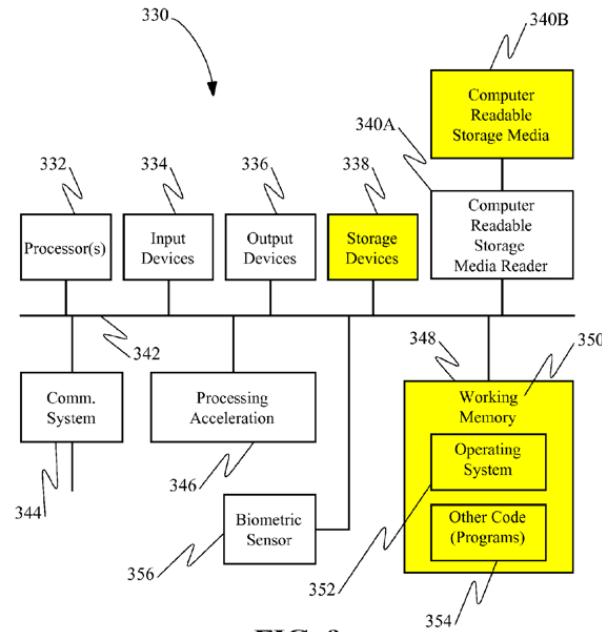 330
340B
Computer
Readable
Storage Media
340A
332
334
336
338
Processor(s)
Input
Devices
Output
Devices
Storage
Devices
Computer
Readable
Storage
Media Reader
342
348
350
Comm.
System
Processing
Acceleration
Working
Memory
Operating
System
Other Code
(Programs)
344
346
Biometric
Sensor
356
352
354